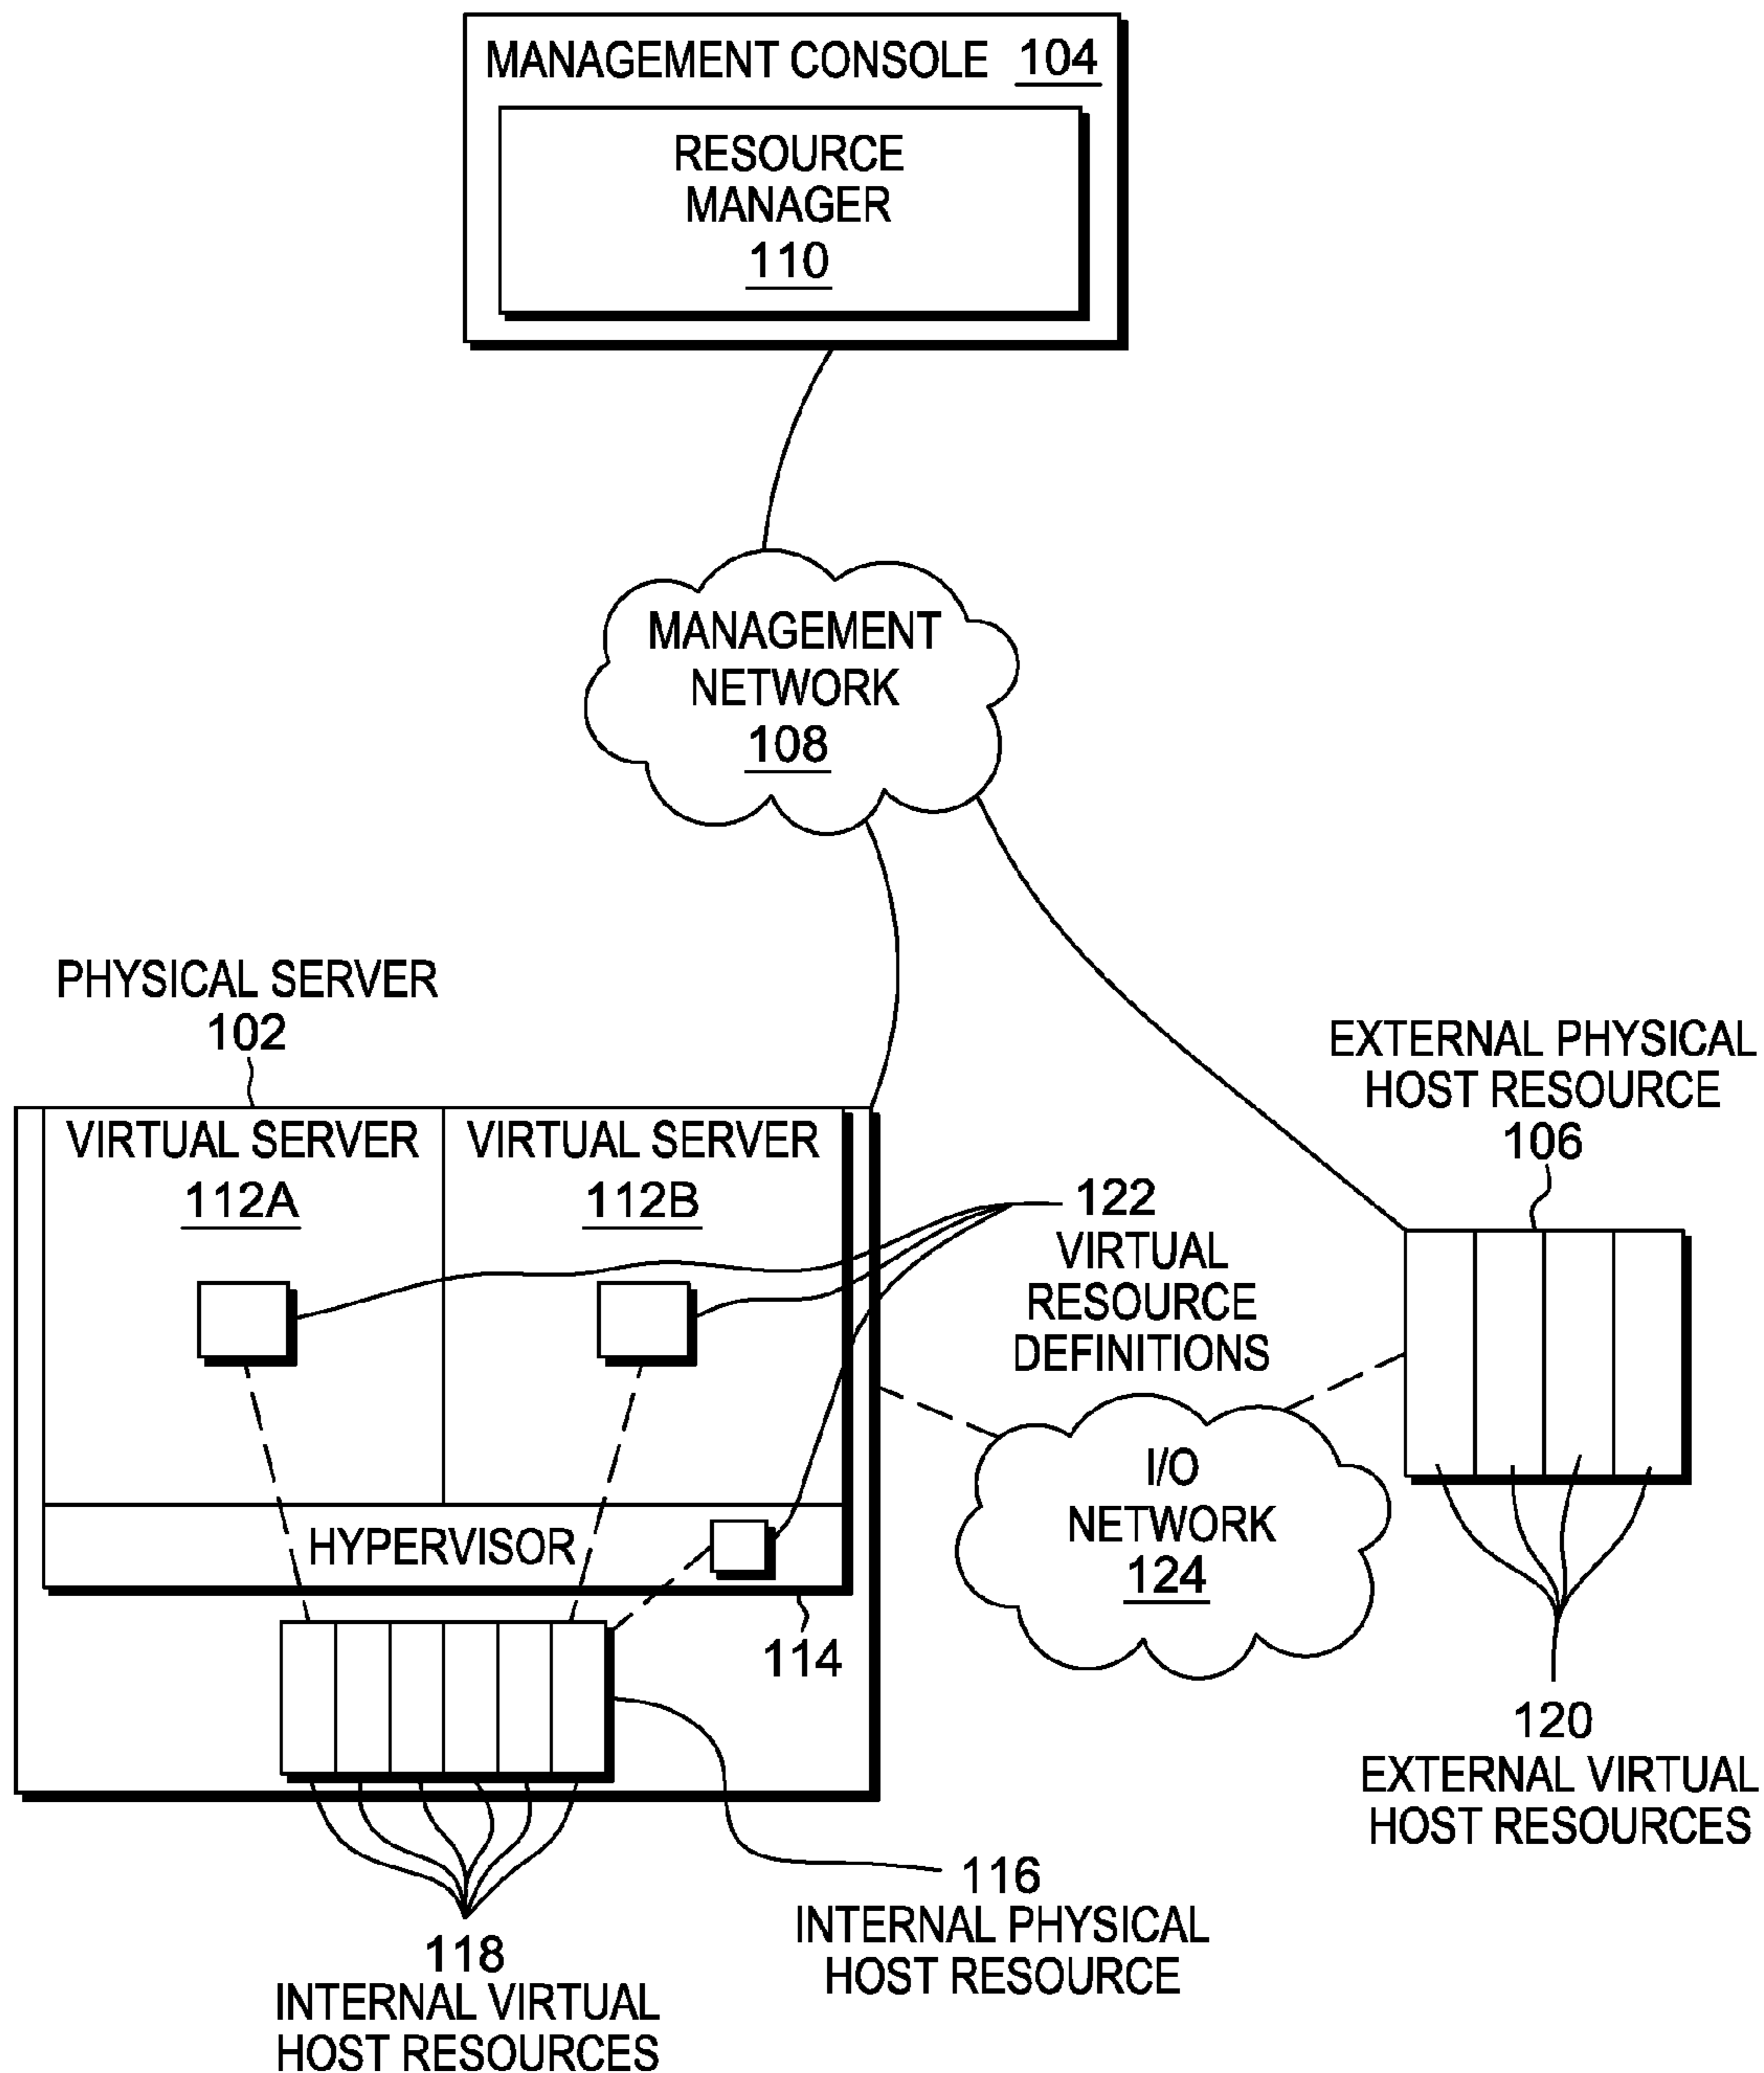 MANAGEMENT CONSOLE 104
RESOURCE
MANAGER
110
MANAGEMENT
NETWORK
108
PHYSICAL SERVER
102
VIRTUAL SERVER
112A
VIRTUAL SERVER
112B
HYPERVISOR
114
122
VIRTUAL
RESOURCE
DEFINITIONS
EXTERNAL PHYSICAL
HOST RESOURCE
106
I/O
NETWORK
124
120
EXTERNAL VIRTUAL
HOST RESOURCES
116
INTERNAL PHYSICAL
HOST RESOURCE
118
INTERNAL VIRTUAL
HOST RESOURCES